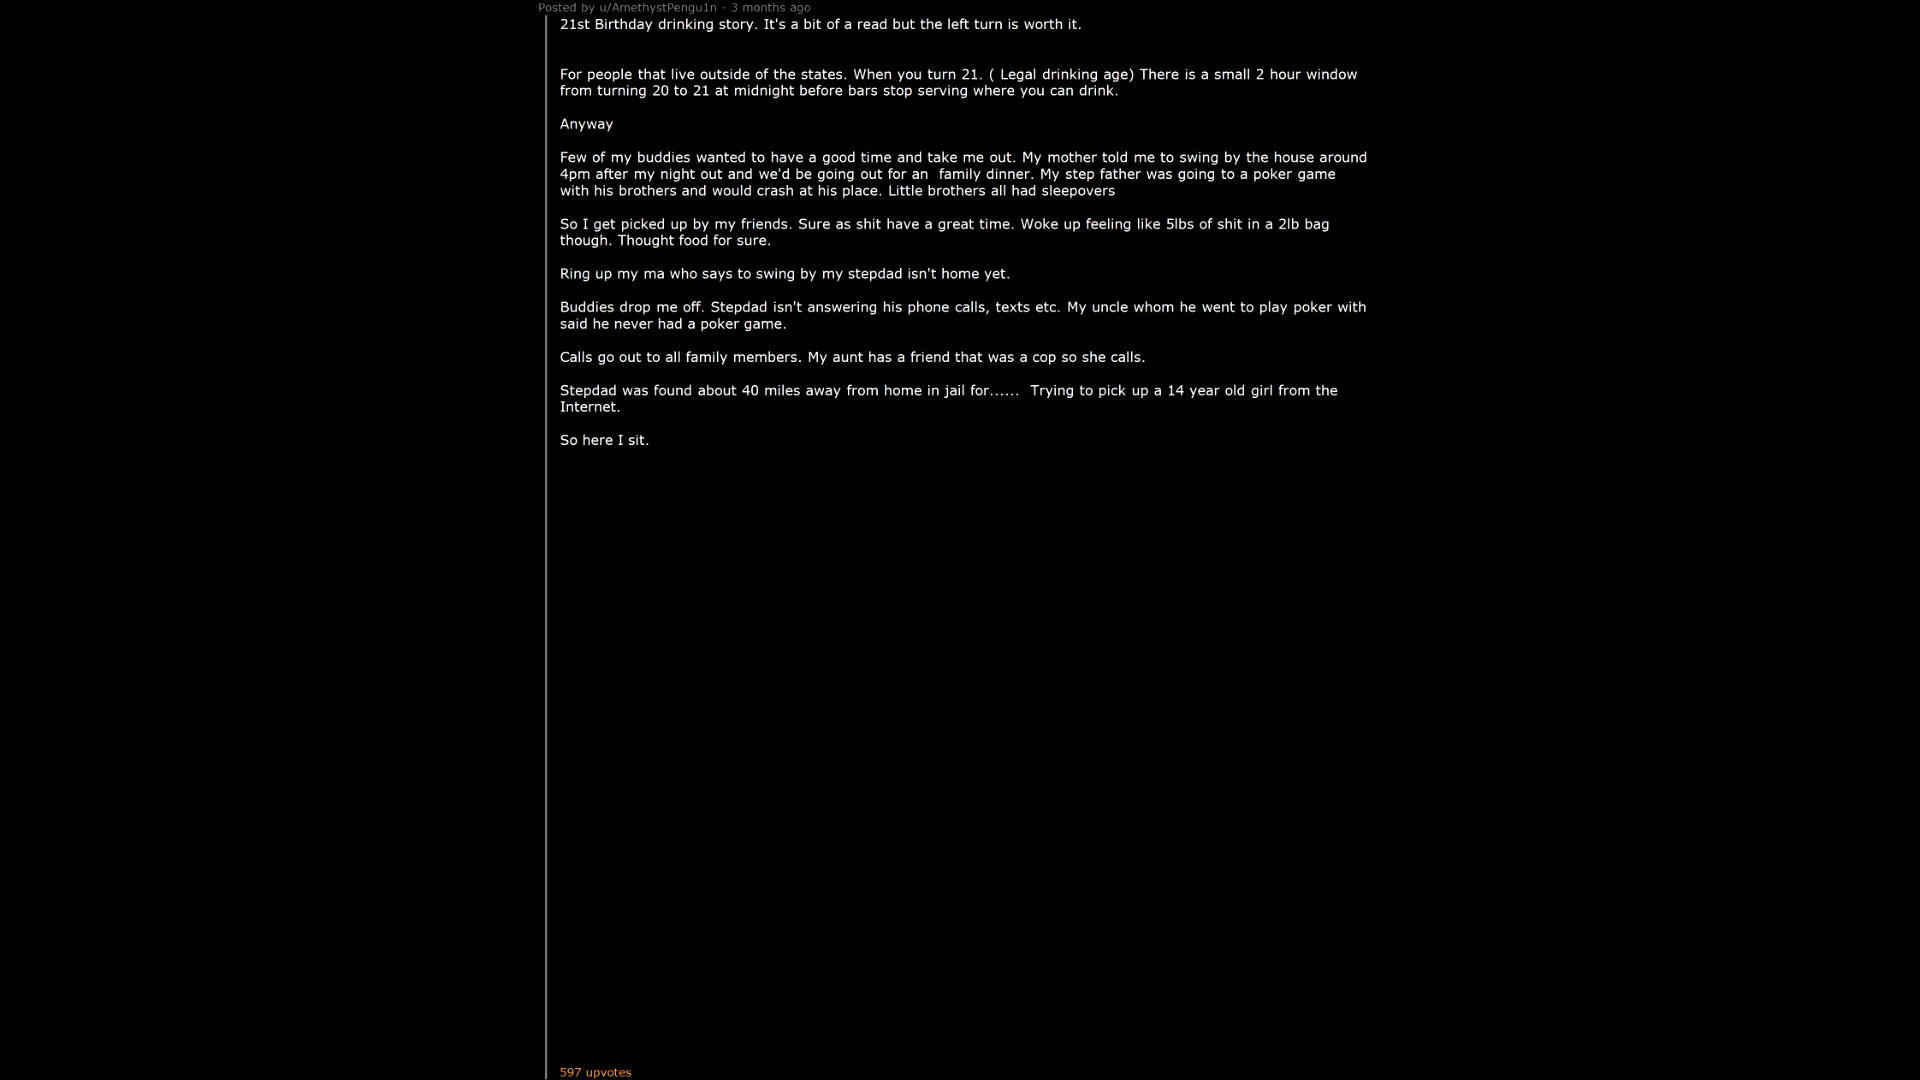 Posted by u/AmethystPengu1n - 3 months ago
21st Birthday drinking story. It's a bit of a read but the left turn is worth it.
For people that live outside of the states. When you turn 21. ( Legal drinking age) There is a small 2 hour window
from turning 20 to 21 at midnight before bars stop serving where you can drink.
Anyway
Few of my buddies wanted to have a good time and take me out. My mother told me to swing by the house around
4pm after my night out and we'd be going out for an  family dinner. My step father was going to a poker game
with his brothers and would crash at his place. Little brothers all had sleepovers
So I get picked up by my friends. Sure as shit have a great time. Woke up feeling like 5lbs of shit in a 2lb bag
though. Thought food for sure.
Ring up my ma who says to swing by my stepdad isn't home yet.
Buddies drop me off. Stepdad isn't answering his phone calls, texts etc. My uncle whom he went to play poker with
said he never had a poker game.
Calls go out to all family members. My aunt has a friend that was a cop so she calls.
Stepdad was found about 40 miles away from home in jail for......  Trying to pick up a 14 year old girl from the
Internet.
So here I sit.
597 upvotes